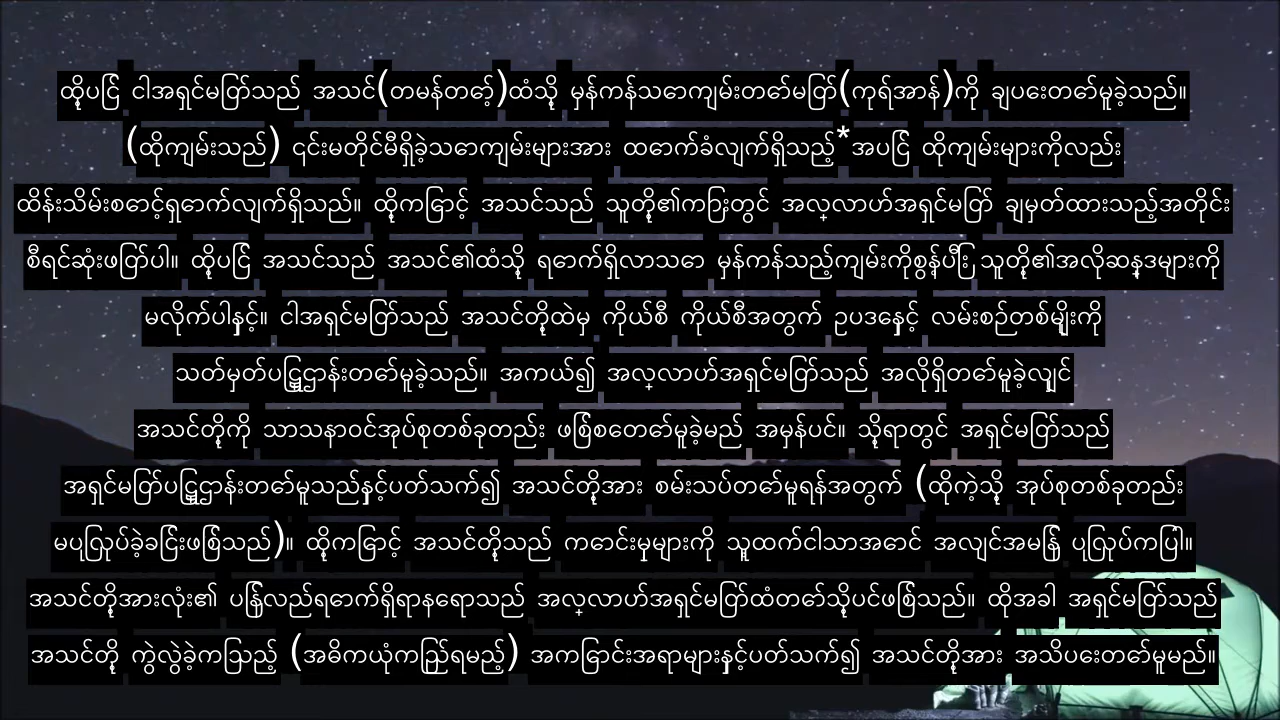 ထို့ပြင် ငါအရှင်မြတ်သည် အသင်(တမန်တော့်)ထံသို့ မှန်ကန်သောကျမ်းတော်မြတ်(ကုရ်အာန်)ကို ချပေးတော်မူခဲ့သည်။
(ထိုကျမ်းသည်) ၎င်းမတိုင်မီရှိခဲ့သောကျမ်းများအား ထောက်ခံလျက်ရှိသည့်*အပြင် ထိုကျမ်းများကိုလည်း
ထိန်းသိမ်းစောင့်ရှောက်လျက်ရှိသည်။ ထို့ကြောင့် အသင်သည် သူတို့၏ကြားတွင် အလ္လာဟ်အရှင်မြတ် ချမှတ်ထားသည့်အတိုင်း
စီရင်ဆုံးဖြတ်ပါ။ ထို့ပြင် အသင်သည် အသင်၏ထံသို့ ရောက်ရှိလာသော မှန်ကန်သည့်ကျမ်းကိုစွန့်ပြီး သူတို့၏အလိုဆန္ဒများကို
မလိုက်ပါနှင့်။ ငါအရှင်မြတ်သည် အသင်တို့ထဲမှ ကိုယ်စီ ကိုယ်စီအတွက် ဥပဒေနှင့် လမ်းစဉ်တစ်မျိုးကို
သတ်မှတ်ပြဋ္ဌာန်းတော်မူခဲ့သည်။ အကယ်၍ အလ္လာဟ်အရှင်မြတ်သည် အလိုရှိတော်မူခဲ့လျှင်
အသင်တို့ကို သာသနာဝင်အုပ်စုတစ်ခုတည်း ဖြစ်စေတော်မူခဲ့မည် အမှန်ပင်။ သို့ရာတွင် အရှင်မြတ်သည်
အရှင်မြတ်ပြဋ္ဌာန်းတော်မူသည်နှင့်ပတ်သက်၍ အသင်တို့အား စမ်းသပ်တော်မူရန်အတွက် (ထိုကဲ့သို့ အုပ်စုတစ်ခုတည်း
မပြုလုပ်ခဲ့ခြင်းဖြစ်သည်)။ ထို့ကြောင့် အသင်တို့သည် ကောင်းမှုများကို သူ့ထက်ငါသာအောင် အလျင်အမြန် ပြုလုပ်ကြပါ။
အသင်တို့အားလုံး၏ ပြန်လည်ရောက်ရှိရာနေရာသည် အလ္လာဟ်အရှင်မြတ်ထံတော်သို့ပင်ဖြစ်သည်။ ထိုအခါ အရှင်မြတ်သည်
အသင်တို့ ကွဲလွဲခဲ့ကြသည့် (အဓိကယုံကြည်ရမည့်) အကြောင်းအရာများနှင့်ပတ်သက်၍ အသင်တို့အား အသိပေးတော်မူမည်။